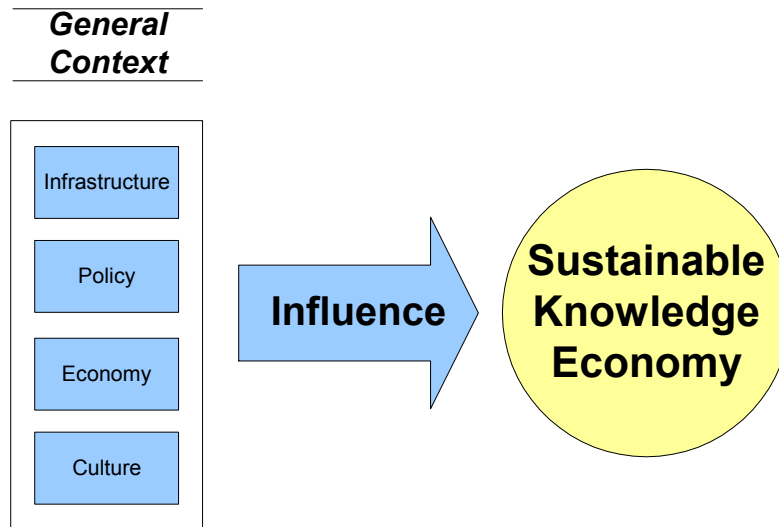 General
Context
Infrastructure
Policy
Economy
Culture
Influence
Sustainable
Knowledge
Economy